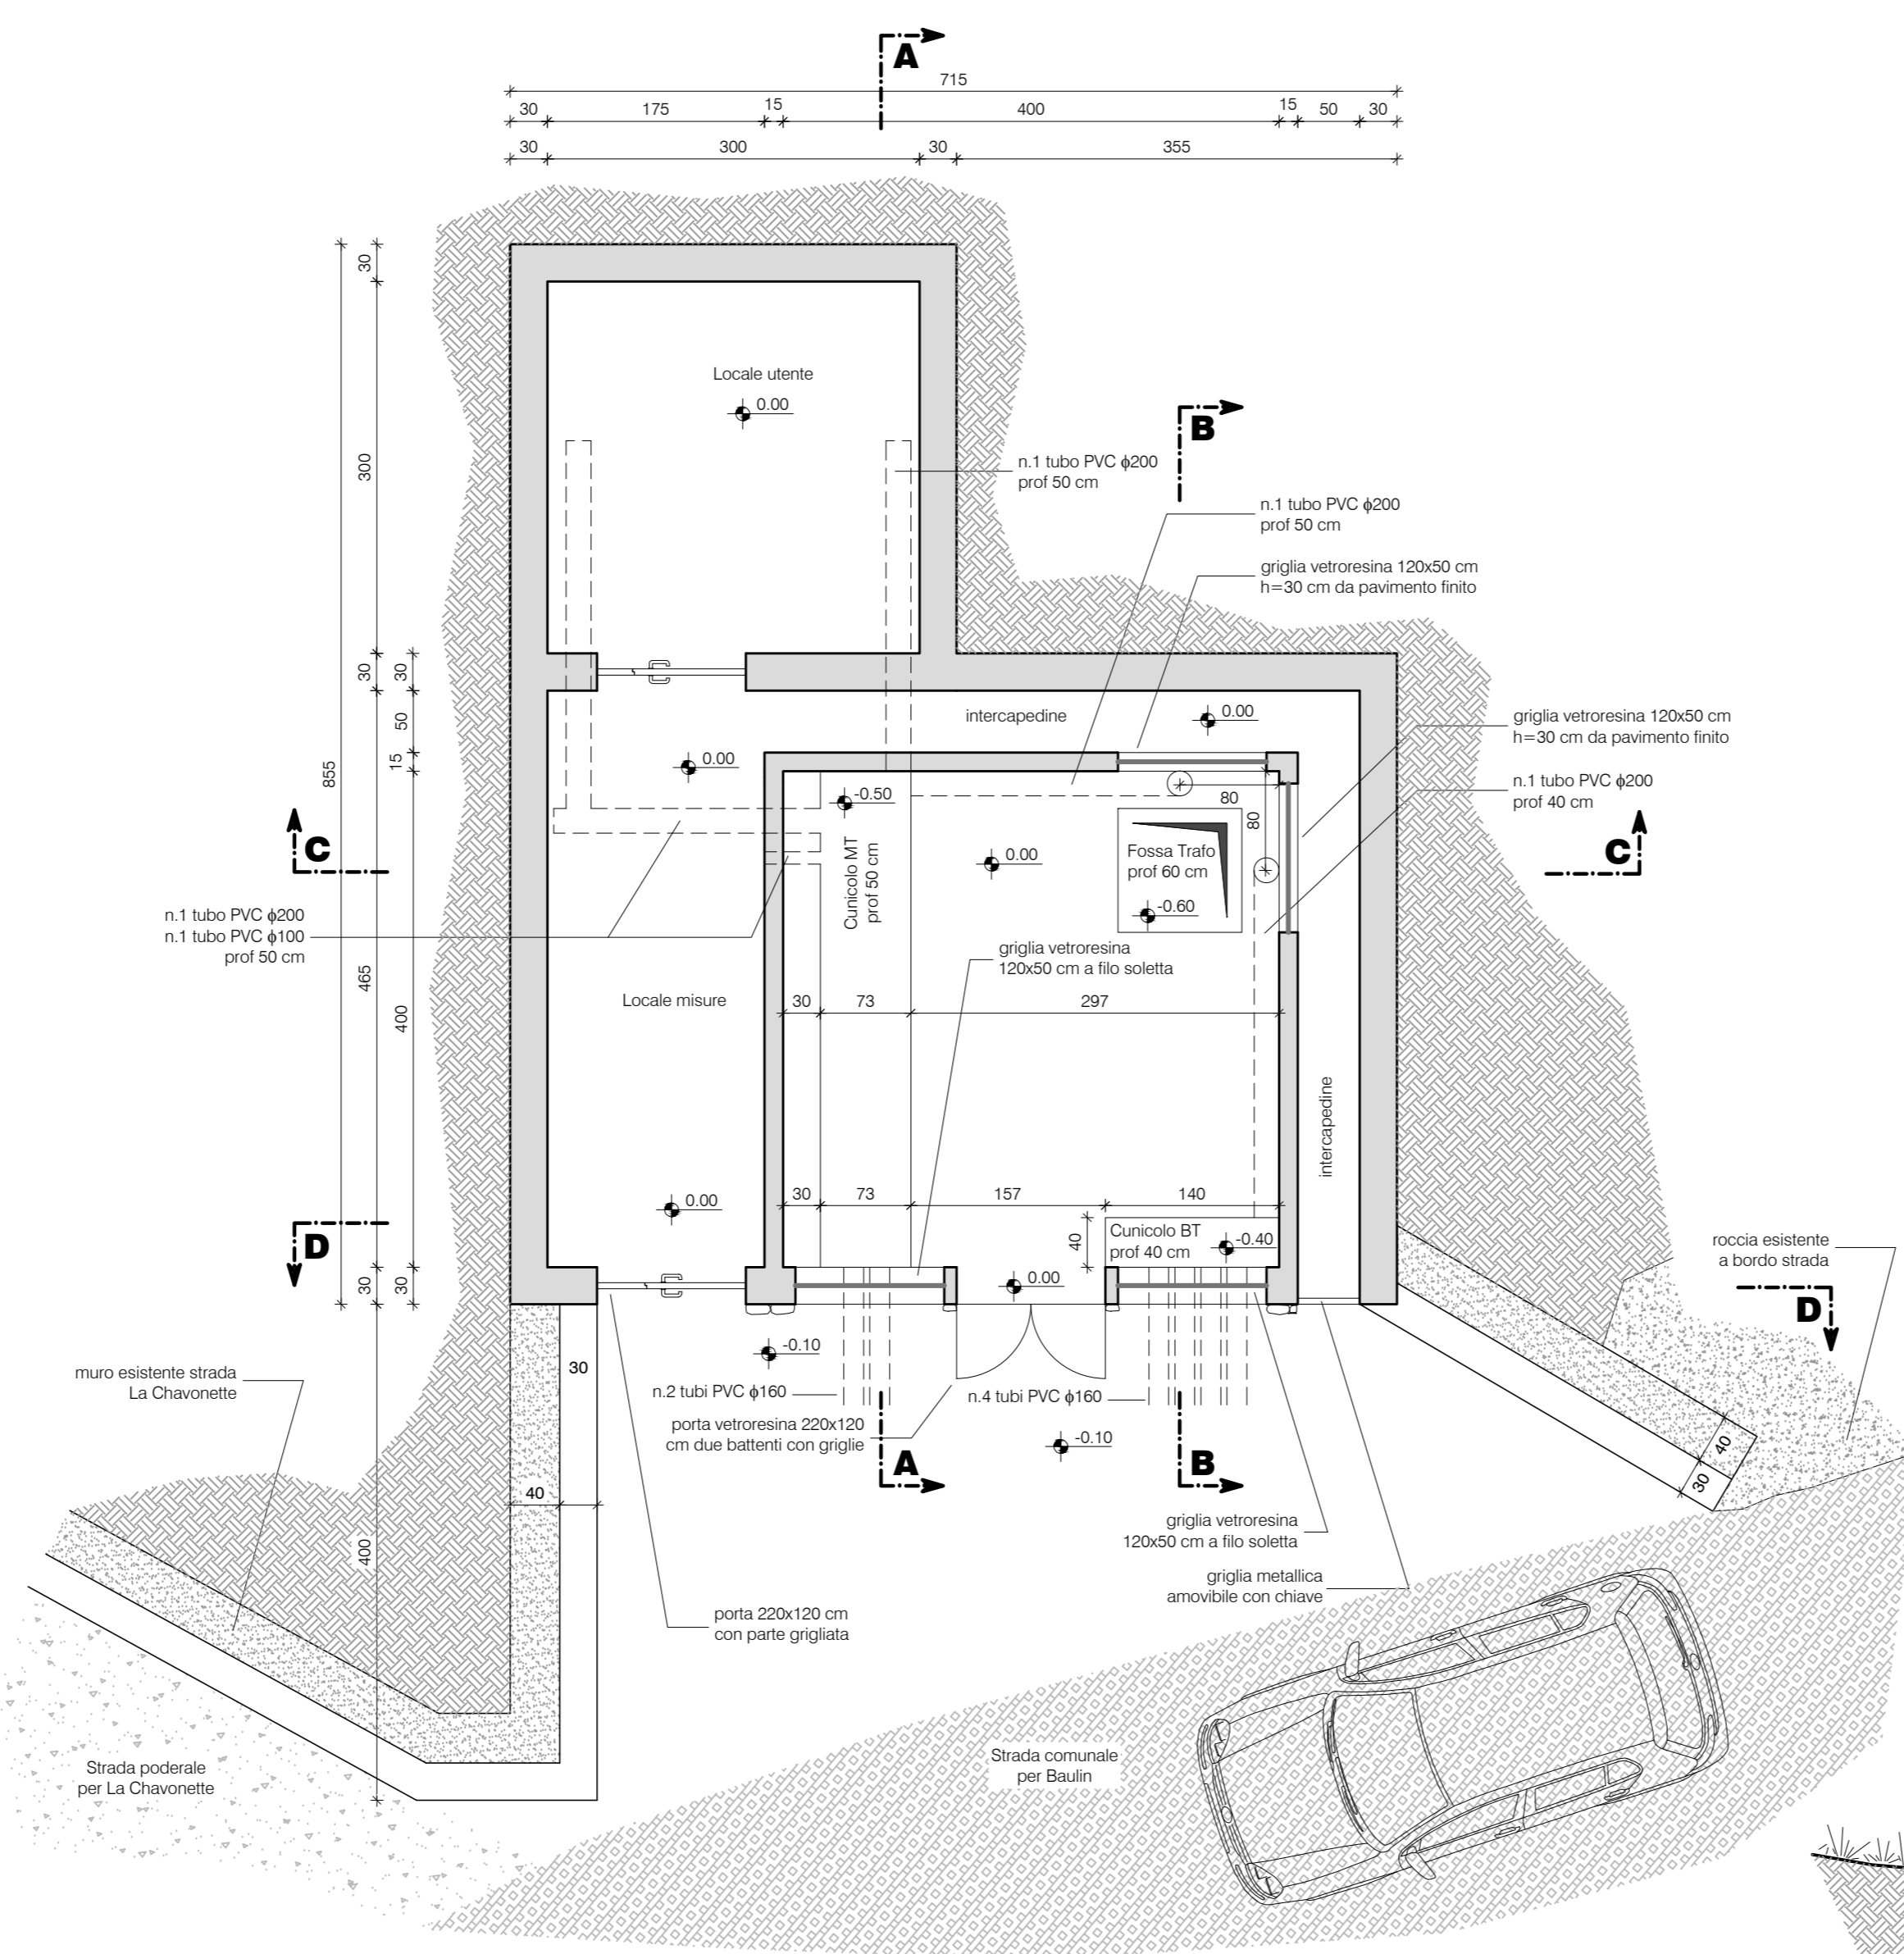 A
715
30
175
15
400
15
50
30
30
300
30
355
30
300
855
30
30
50
15
465
400
30
30
400
Locale utente
0.00
B
n.1 tubo PVC ϕ200
prof 50 cm
n.1 tubo PVC ϕ200
prof 50 cm
griglia vetroresina 120x50 cm
h=30 cm da pavimento finito
intercapedine
0.00
griglia vetroresina 120x50 cm
h=30 cm da pavimento finito
0.00
n.1 tubo PVC ϕ200
prof 40 cm
-0.50
80
80
C
Cunicolo MT
prof 50 cm
0.00
Fossa Trafo
prof 60 cm
-0.60
C
n.1 tubo PVC ϕ200
n.1 tubo PVC ϕ100
prof 50 cm
griglia vetroresina
120x50 cm a filo soletta
Locale misure
30
73
297
intercapedine
0.00
30
73
157
140
D
40
Cunicolo BT
prof 40 cm
-0.40
roccia esistente
a bordo strada
0.00
D
-0.10
muro esistente strada
La Chavonette
30
n.2 tubi PVC ϕ160
n.4 tubi PVC ϕ160
porta vetroresina 220x120
cm due battenti con griglie
-0.10
A
B
40
40
30
griglia vetroresina
120x50 cm a filo soletta
griglia metallica
amovibile con chiave
porta 220x120 cm
con parte grigliata
Strada poderale
per La Chavonette
Strada comunale
per Baulin